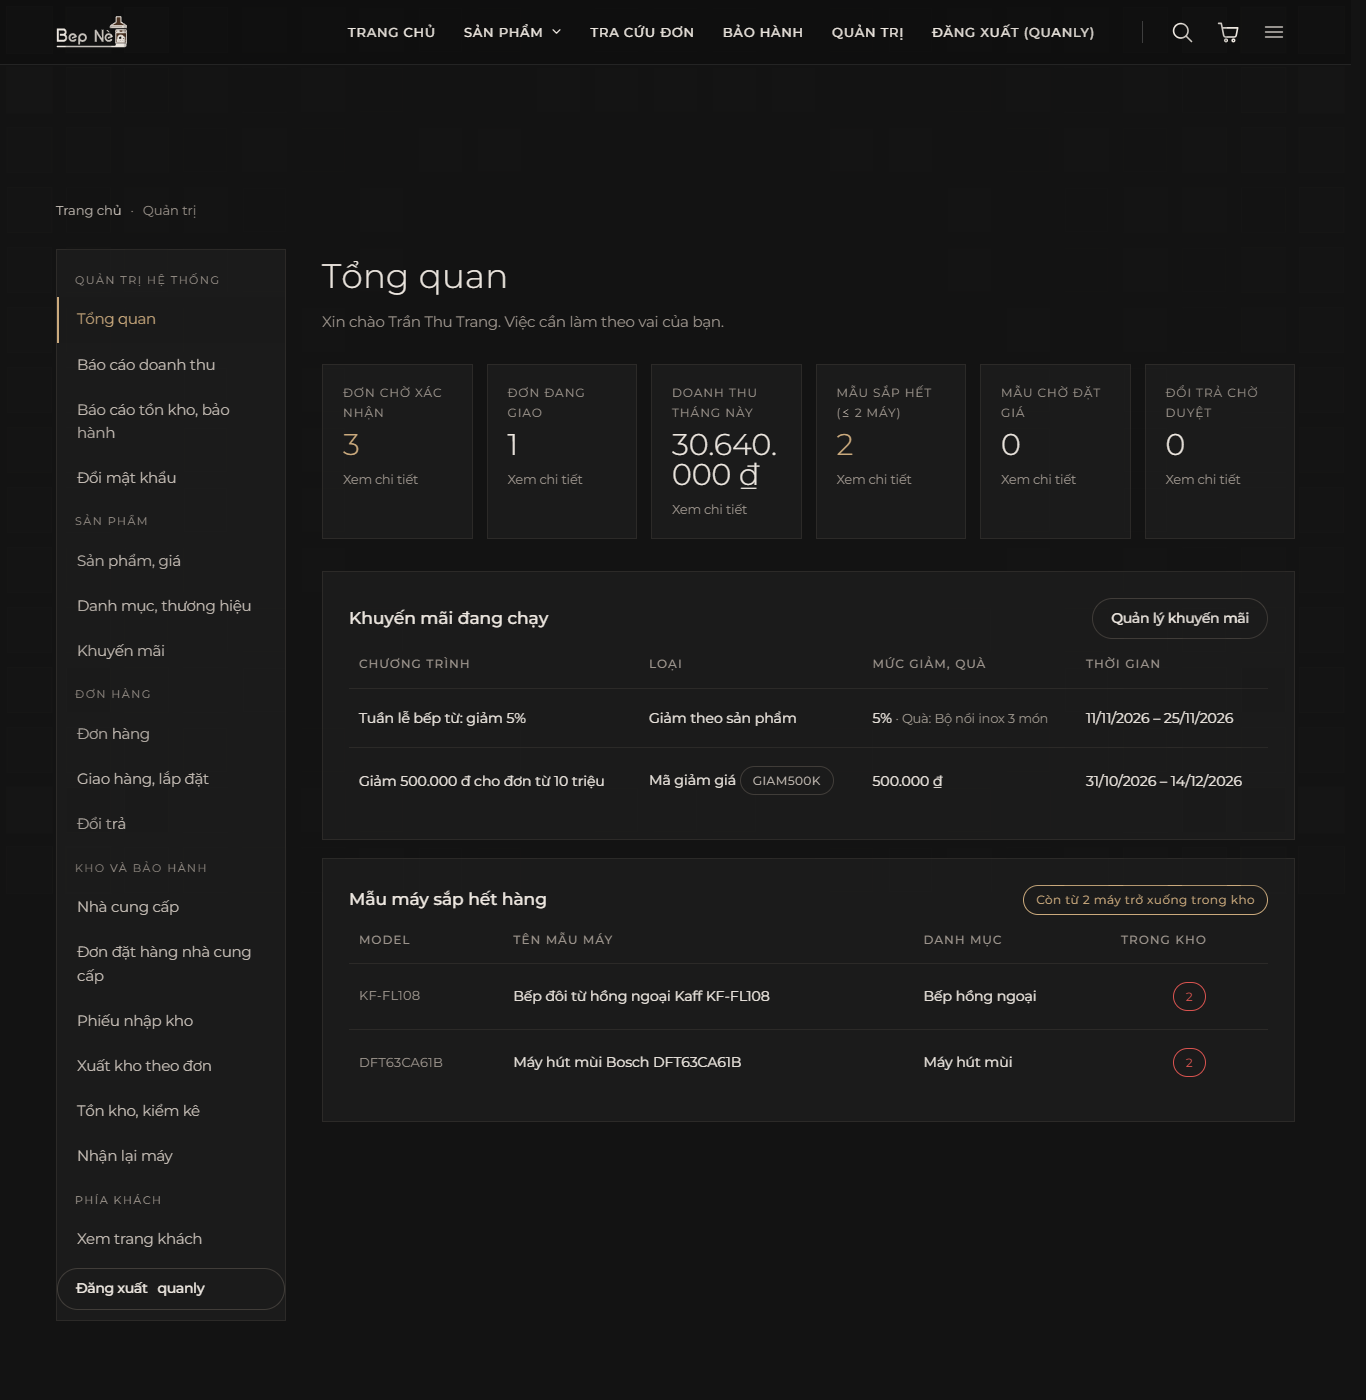 Bep Nè
TRANG CHỦ
SẢN PHẨM
TRA CỨU ĐƠN
BẢO HÀNH
QUẢN TRỊ
ĐĂNG XUẤT (QUANLY)
Trang chủ · Quản trị
QUẢN TRỊ HỆ THỐNG
Tổng quan
Báo cáo doanh thu
Báo cáo tồn kho, bảo
hành
Đổi mật khẩu
SẢN PHẨM
Sản phẩm, giá
Danh mục, thương hiệu
Khuyến mãi
ĐƠN HÀNG
Đơn hàng
Giao hàng, lắp đặt
Đổi trả
KHO VÀ BẢO HÀNH
Nhà cung cấp
Đơn đặt hàng nhà cung
cấp
Phiếu nhập kho
Xuất kho theo đơn
Tồn kho, kiểm kê
Nhận lại máy
PHÍA KHÁCH
Xem trang khách
Đăng xuất quanly
Tổng quan
Xin chào Trần Thu Trang. Việc cần làm theo vai của bạn.
ĐƠN CHỜ XÁC
NHẬN
3
Xem chi tiết
ĐƠN ĐANG
GIAO
1
Xem chi tiết
DOANH THU
THÁNG NÀY
30.640.
000 ₫
Xem chi tiết
MẪU SẮP HẾT
(≤ 2 MÁY)
2
Xem chi tiết
MẪU CHỜ ĐẶT
GIÁ
0
Xem chi tiết
ĐỔI TRẢ CHỜ
DUYỆT
0
Xem chi tiết
Khuyến mãi đang chạy
Quản lý khuyến mãi
CHƯƠNG TRÌNH LOẠI MỨC GIẢM, QUÀ THỜI GIAN
Tuần lễ bếp từ: giảm 5% Giảm theo sản phẩm 5% · Quà: Bộ nồi inox 3 món 11/11/2026 – 25/11/2026
Giảm 500.000 đ cho đơn từ 10 triệu Mã giảm giá GIAM500K 500.000 ₫ 31/10/2026 – 14/12/2026
Mẫu máy sắp hết hàng
Còn từ 2 máy trở xuống trong kho
MODEL TÊN MẪU MÁY DANH MỤC TRONG KHO
KF-FL108 Bếp đôi từ hồng ngoại Kaff KF-FL108 Bếp hồng ngoại 2
DFT63CA61B Máy hút mùi Bosch DFT63CA61B Máy hút mùi 2